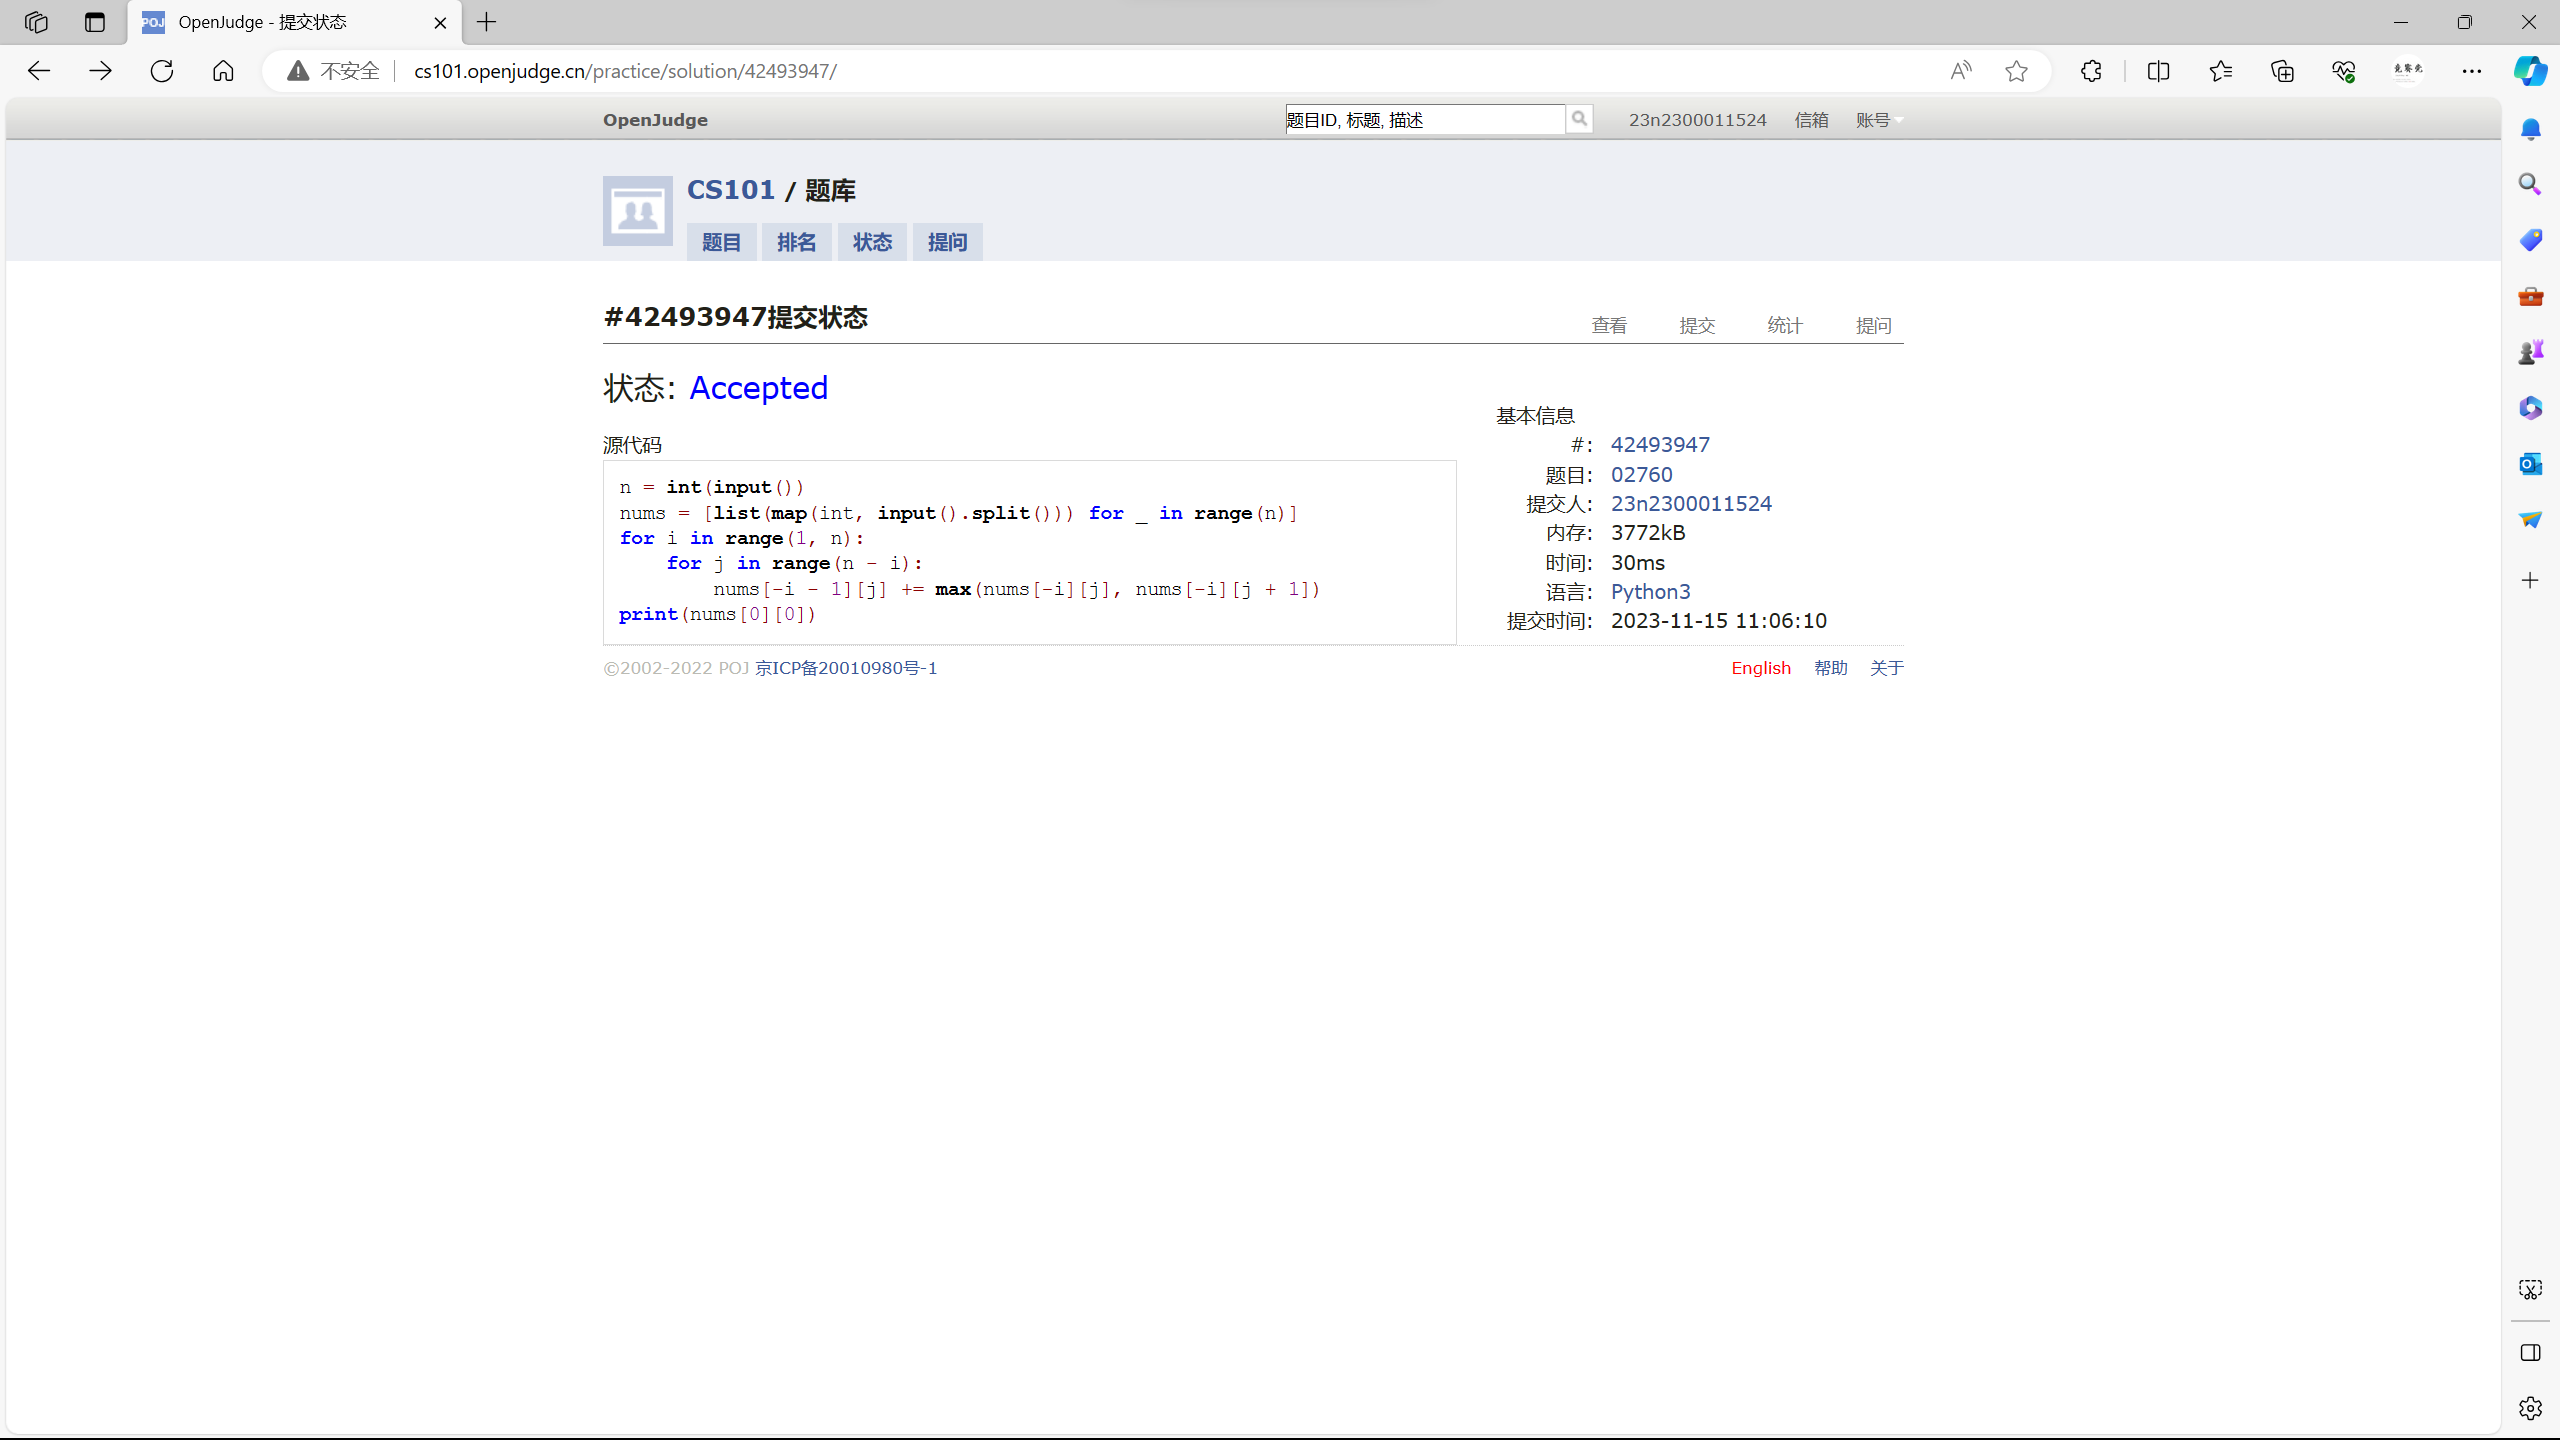 POJ OpenJudge - 提交状态
不安全 cs101.openjudge.cn/practice/solution/42493947/
OpenJudge 题目ID, 标题, 描述 23n2300011524 信箱 账号
CS101 / 题库
题目 排名 状态 提问
#42493947提交状态 查看 提交 统计 提问
状态: Accepted
源代码
n = int(input())
nums = [list(map(int, input().split())) for _ in range(n)]
for i in range(1, n):
    for j in range(n - i):
        nums[-i - 1][j] += max(nums[-i][j], nums[-i][j + 1])
print(nums[0][0])
基本信息
#: 42493947
题目: 02760
提交人: 23n2300011524
内存: 3772kB
时间: 30ms
语言: Python3
提交时间: 2023-11-15 11:06:10
©2002-2022 POJ 京ICP备20010980号-1 English 帮助 关于